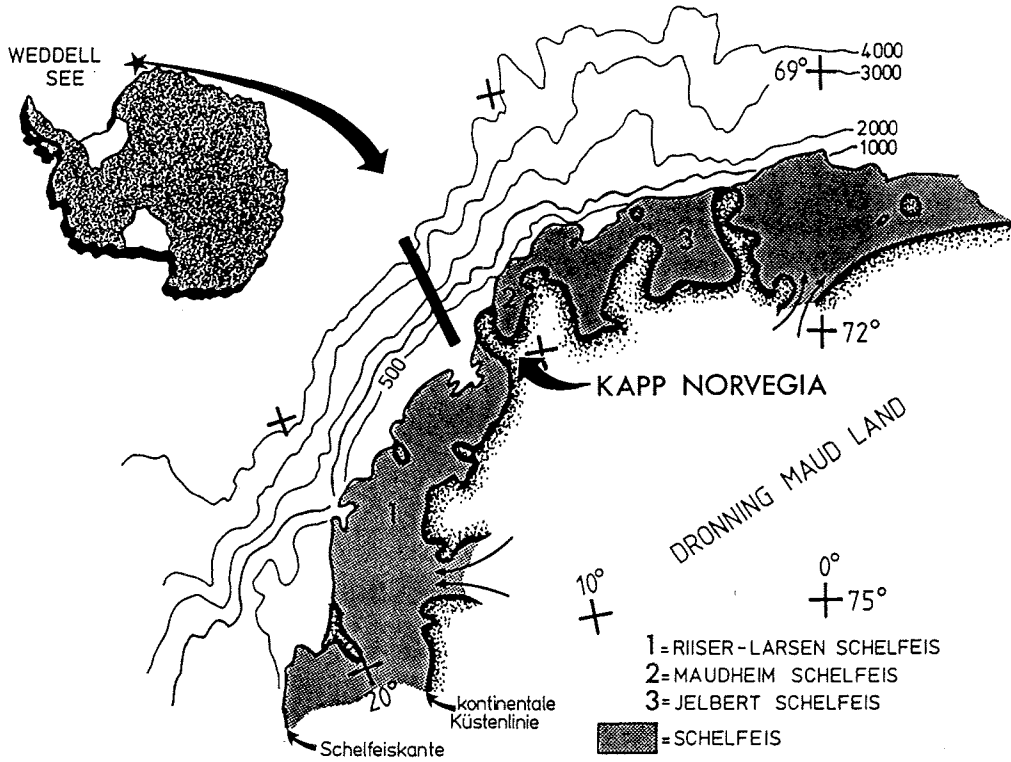 WEDDELL
SEE
4000
69°
3000
2000
1000
3
2
72°
500
KAPP NORVEGIA
1
DRONNING MAUD LAND
10°
0°
75°
20°
1=RIISER-LARSEN SCHELFEIS
2=MAUDHEIM SCHELFEIS
3=JELBERT SCHELFEIS
=SCHELFEIS
kontinentale
Küstenlinie
Schelfeiskante